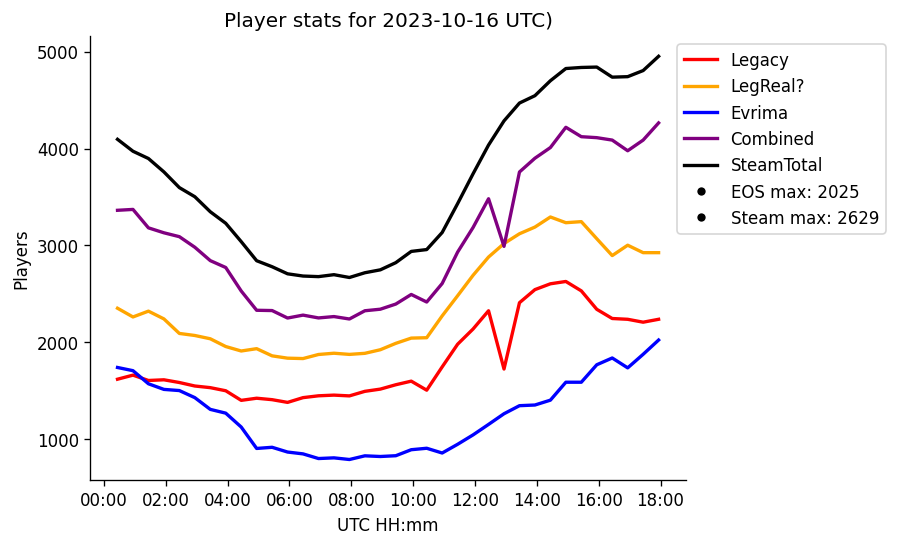 Player stats for 2023-10-16 UTC)
5000
4000
3000
2000
1000
Players
00:00 02:00 04:00 06:00 08:00 10:00 12:00 14:00 16:00 18:00
UTC HH:mm
Legacy
LegReal?
Evrima
Combined
SteamTotal
EOS max: 2025
Steam max: 2629